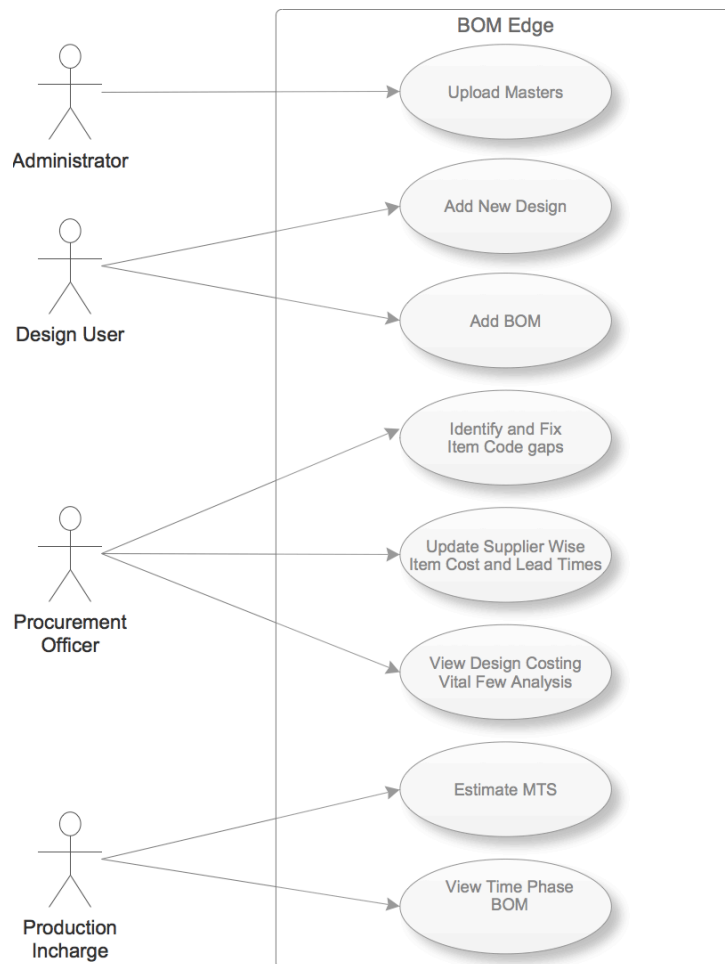 BOM Edge
Upload Masters
Administrator
Add New Design
Design User
Add BOM
Identify and Fix
Item Code gaps
Procurement
Officer
Update Supplier Wise
Item Cost and Lead Times
View Design Costing
Vital Few Analysis
Estimate MTS
View Time Phase
BOM
Production
Incharge